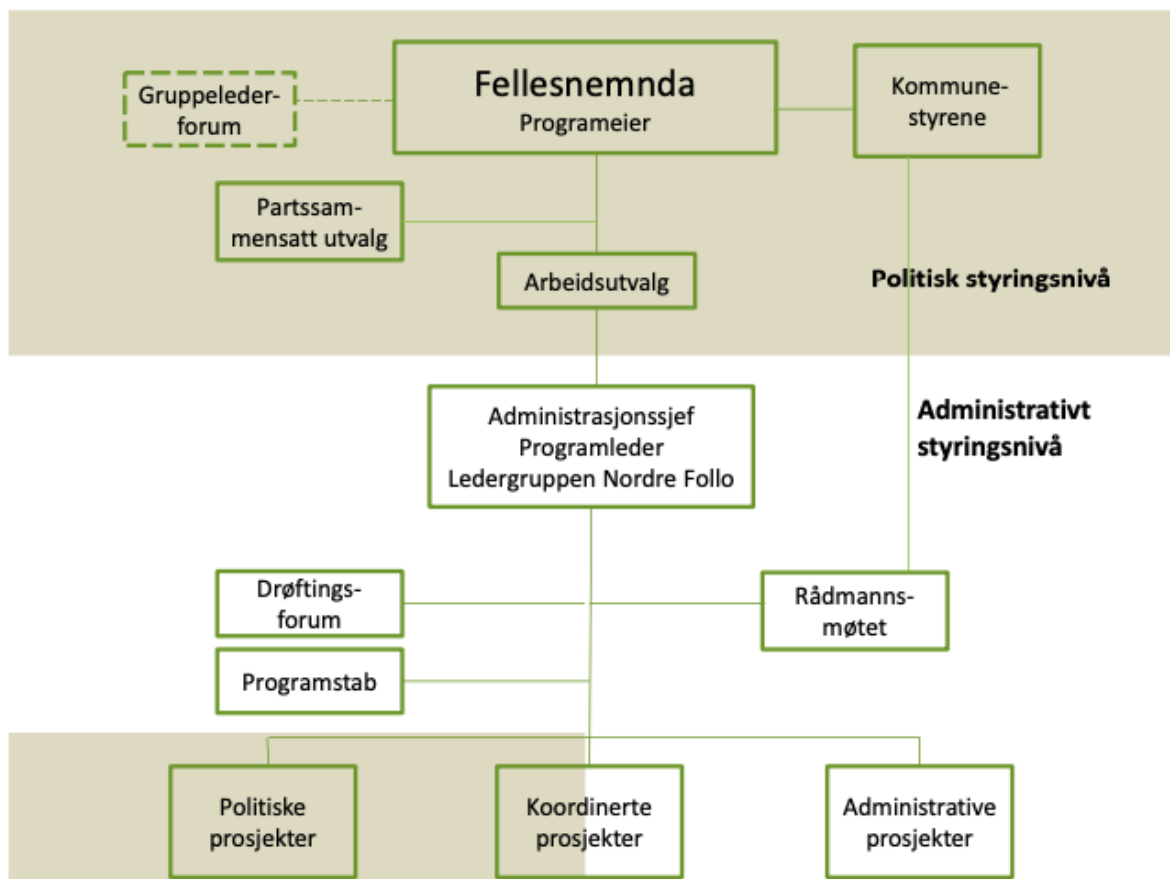 Gruppeleder-
forum
Fellesnemnda
Programeier
Kommune-
styrene
Partssam-
mensatt utvalg
Arbeidsutvalg
Politisk styringsnivå
Administrasjonssjef
Programleder
Ledergruppen Nordre Follo
Administrativt
styringsnivå
Drøftings-
forum
Rådmanns-
møtet
Programstab
Politiske
prosjekter
Koordinerte
prosjekter
Administrative
prosjekter